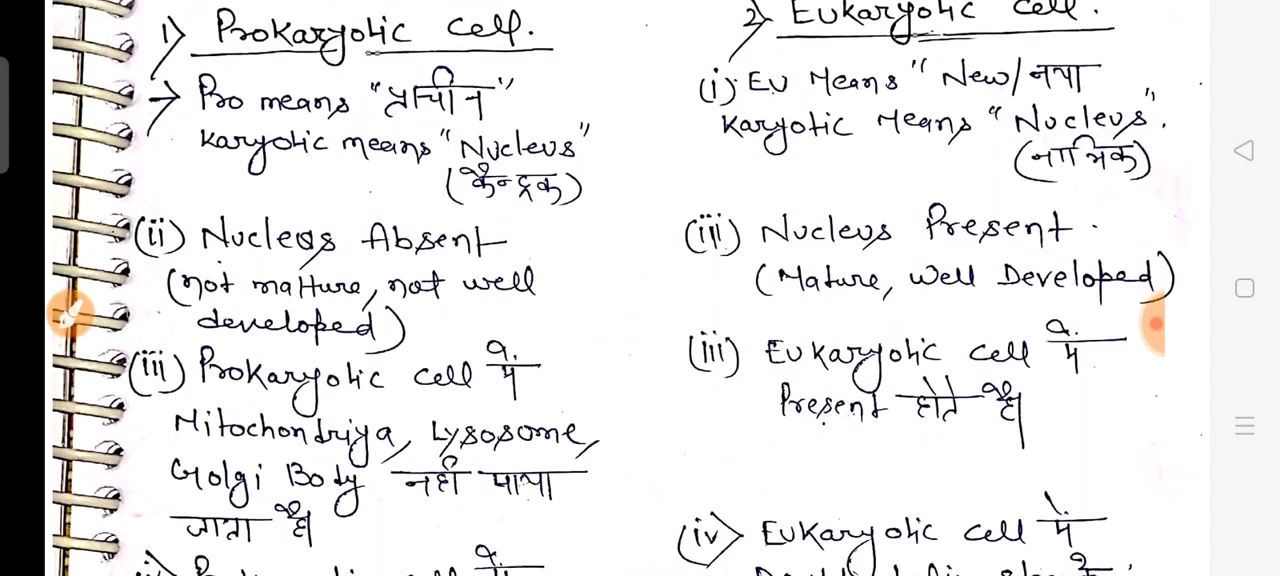 1) Prokaryotic Cell.
→ Pro means "प्राचीन"
Karyotic means "Nucleus"
(केन्द्रक)
(ii) Nucleus Absent
(not matture, not well
developed)
(iii) Prokaryotic cell में
Mitochondriya, Lysosome,
Golgi Body नहीं पाया
जाता है
2) Eukaryotic Cell.
(i) EU Means "New/नया
Karyotic Means "Nucleus".
(नाभिक)
(iii) Nucleus Present.
(Mature, Well Developed)
(iii) Eukaryotic cell में
Present होते है
(iv) Eukaryotic cell में